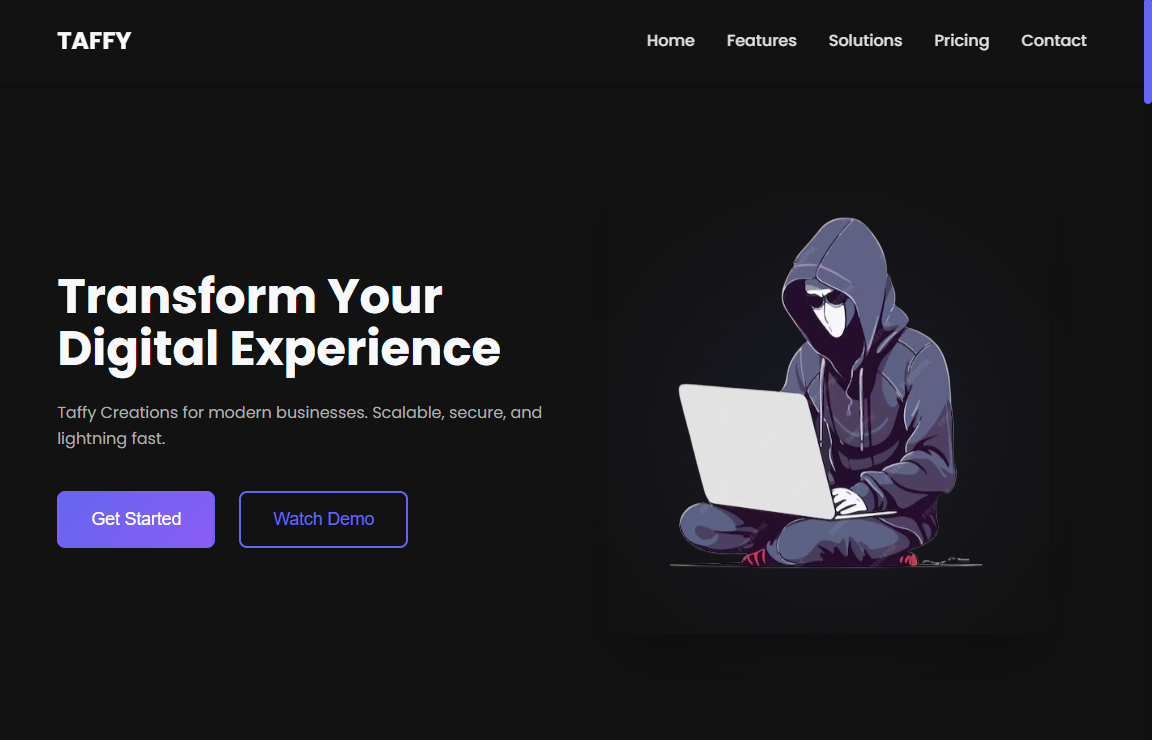 TAFFY
Home Features Solutions Pricing Contact
Transform Your
Digital Experience
Taffy Creations for modern businesses. Scalable, secure, and
lightning fast.
Get Started Watch Demo